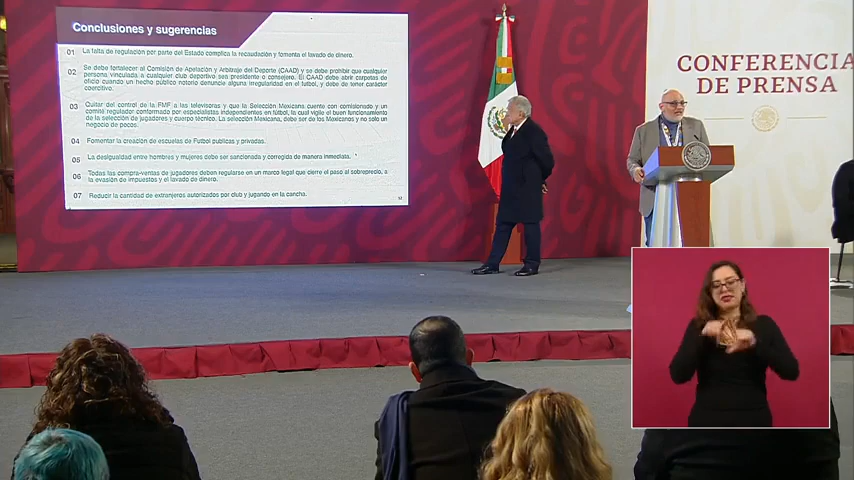 Conclusiones y sugerencias
01 La falta de regulación por parte del Estado complica la recaudación y fomenta el lavado de dinero.
02 Se debe fortalecer al Comisión de Apelación y Arbitraje del Deporte (CAAD) y se debe prohibir que cualquier
persona vinculada a cualquier club deportivo sea presidente o consejera. El CAAD debe abrir carpetas de
oficio cuando un hecho público notorio denuncie alguna irregularidad en el futbol, y debe de tener carácter
coercitivo.
03 Quitar del control de la FMF a las televisoras y que la Selección Mexicana cuente con comisionado y un
comité regulador conformado por especialistas independientes en fútbol, la cual vigile el buen funcionamiento
de la selección de jugadores y cuerpo técnico. La selección Mexicana, debe ser de los Mexicanos y no solo un
negocio de pocos.
04 Fomentar la creación de escuelas de Futbol publicas y privadas.
05 La desigualdad entre hombres y mujeres debe ser sancionada y corregida de manera inmediata.
06 Todas las compra-ventas de jugadores deben regularse en un marco legal que cierre el paso al sobreprecio, a
la evasión de impuestos y el lavado de dinero.
07 Reducir la cantidad de extranjeros autorizados por club y jugando en la cancha.
CONFERENCIA
DE PRENSA